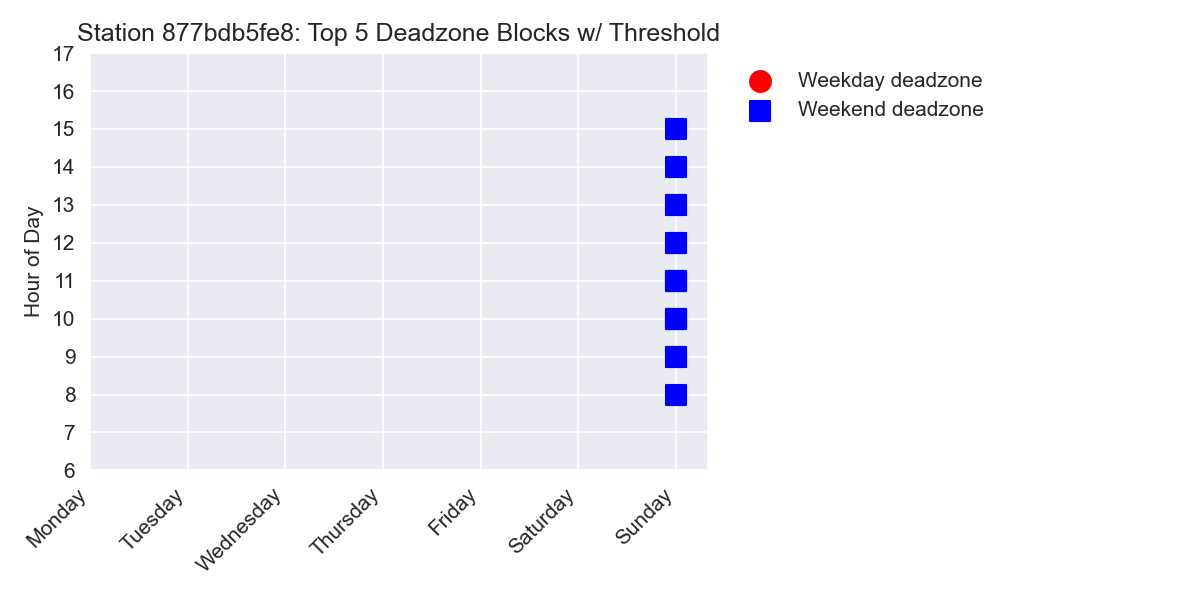 Station 877bdb5fe8: Top 5 Deadzone Blocks w/ Threshold
17
16
15
14
13
12
11
10
9
8
7
6
Hour of Day
Monday
Tuesday
Wednesday
Thursday
Friday
Saturday
Sunday
Weekday deadzone
Weekend deadzone